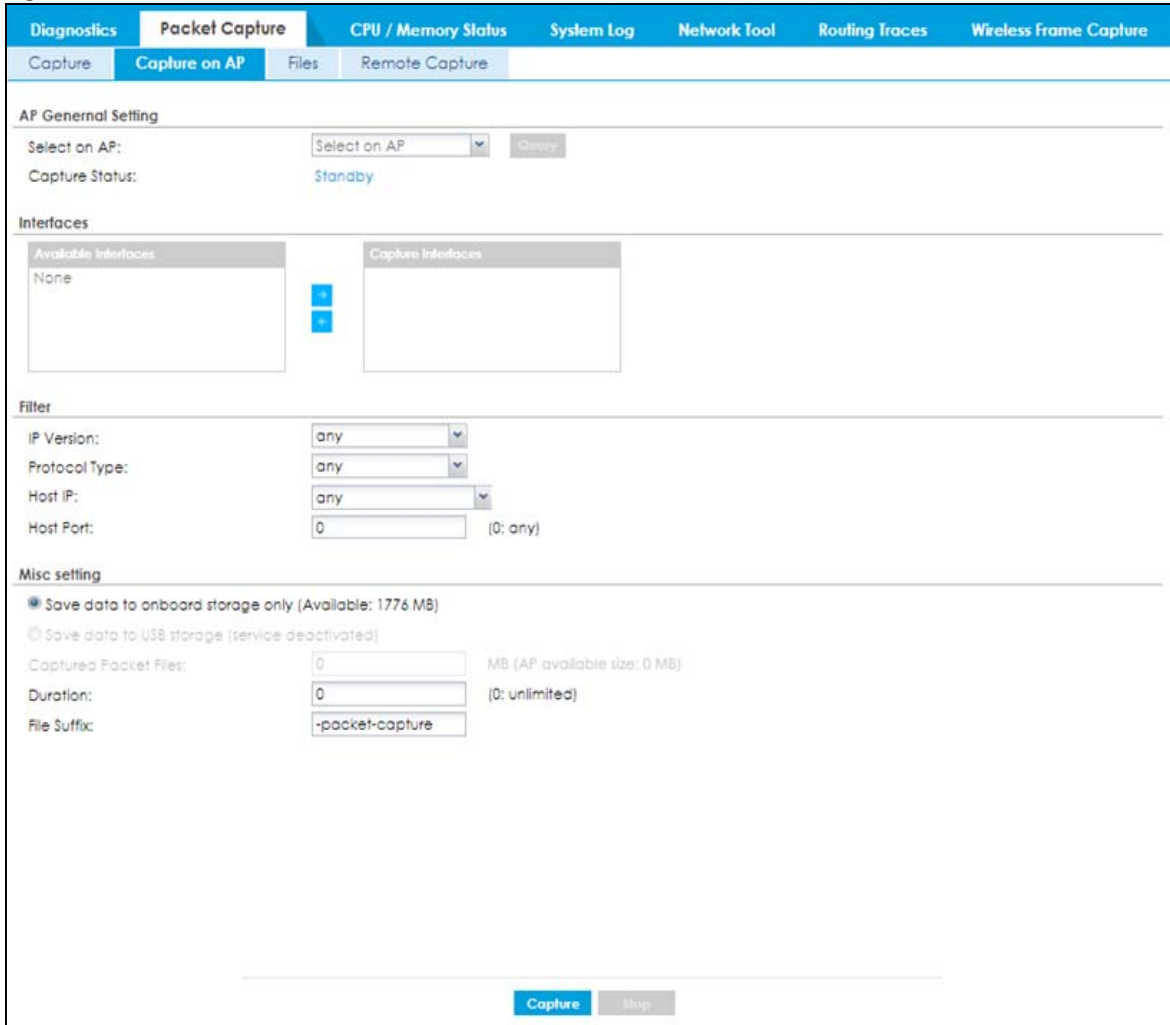 Diagnostics Packet Capture CPU / Memory Status System Log Network Tool Routing Traces Wireless Frame Capture
Capture Capture on AP Files Remote Capture
AP Genernal Setting
Select on AP: Select on AP Query
Capture Status: Standby
Interfaces
Available Interfaces Capture Interfaces
None
Filter
IP Version: any
Protocol Type: any
Host IP: any
Host Port: 0 (0: any)
Misc setting
Save data to onboard storage only (Available: 1776 MB)
Save data to USB storage (service deactivated)
Captured Packet Files: 0 MB (AP available size: 0 MB)
Duration: 0 (0: unlimited)
File Suffix: -packet-capture
Capture Stop